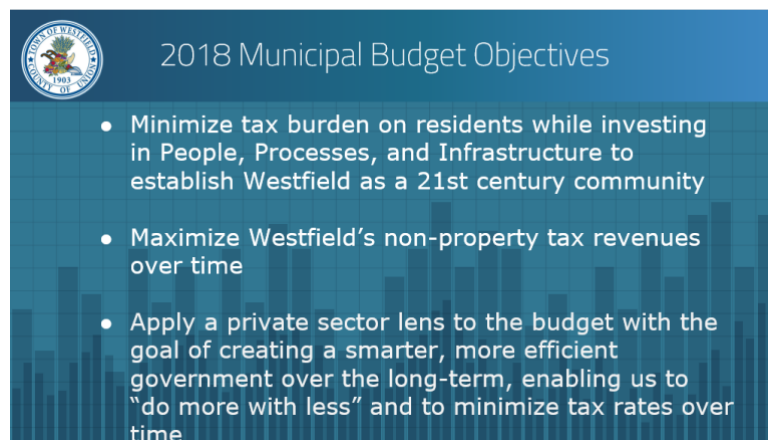 TOWN OF WESTFIELD
1903
COUNTY OF UNION
2018 Municipal Budget Objectives
● Minimize tax burden on residents while investing
in People, Processes, and Infrastructure to
establish Westfield as a 21st century community
● Maximize Westfield’s non-property tax revenues
over time
● Apply a private sector lens to the budget with the
goal of creating a smarter, more efficient
government over the long-term, enabling us to
“do more with less” and to minimize tax rates over
time